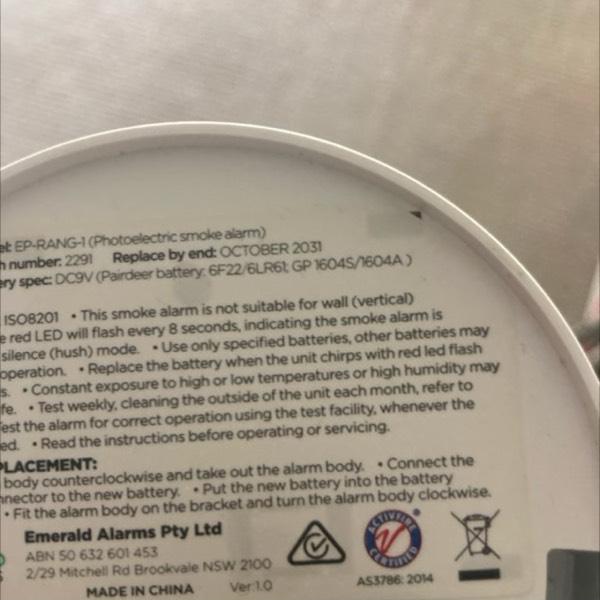 EP-RANG-1 (Photoelectric smoke alarm)
number: 2291 Replace by end: OCTOBER 2031
spec: DC9V (Pairdeer battery: 6F22/6LR61; GP 1604S/1604A)
ISO8201 • This smoke alarm is not suitable for wall (vertical)
red LED will flash every 8 seconds, indicating the smoke alarm is
silence (hush) mode. • Use only specified batteries, other batteries may
operation. • Replace the battery when the unit chirps with red led flash
• Constant exposure to high or low temperatures or high humidity may
• Test weekly, cleaning the outside of the unit each month, refer to
the alarm for correct operation using the test facility, whenever the
• Read the instructions before operating or servicing.
PLACEMENT:
body counterclockwise and take out the alarm body. • Connect the
to the new battery. • Put the new battery into the battery
• Fit the alarm body on the bracket and turn the alarm body clockwise.
Emerald Alarms Pty Ltd
ABN 50 632 601 453
2/29 Mitchell Rd Brookvale NSW 2100
MADE IN CHINA Ver:1.0
ACTIVFIRE
CERTIFIED
AS3786: 2014